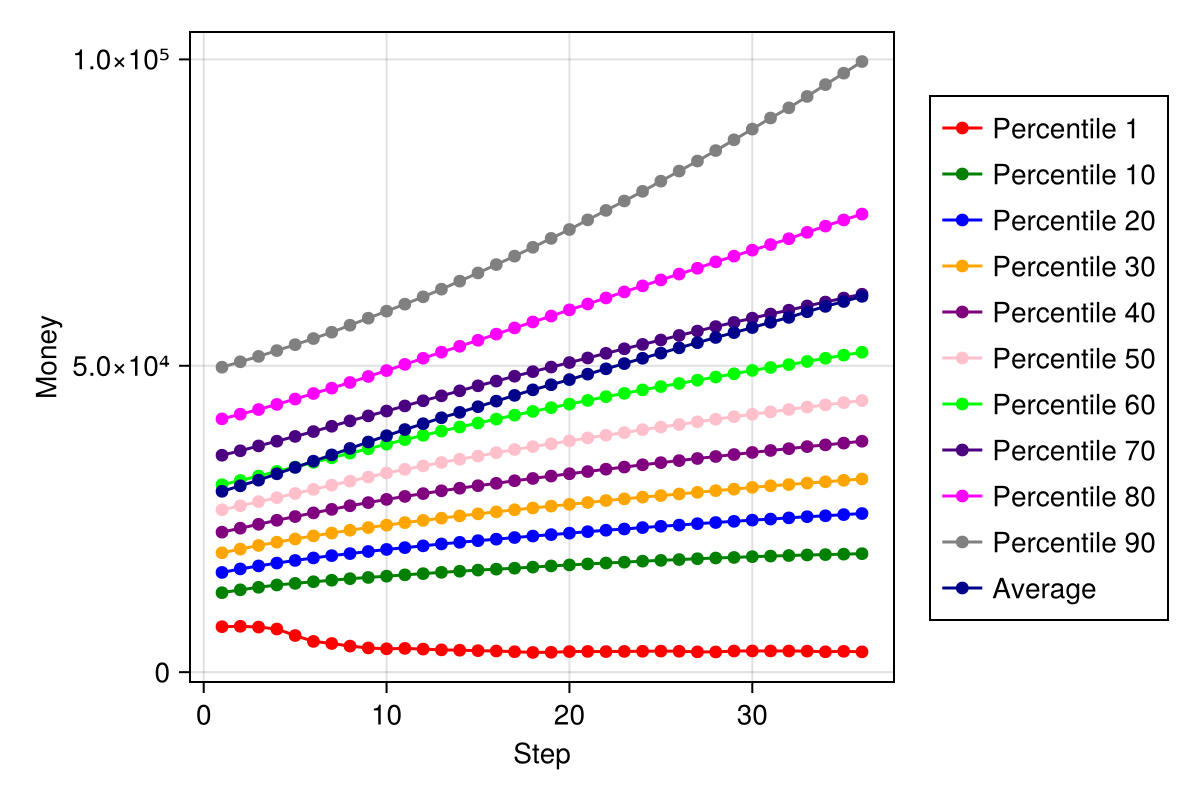 1.0×10⁵
5.0×10⁴
0
Money
0 10 20 30
Step
Percentile 1
Percentile 10
Percentile 20
Percentile 30
Percentile 40
Percentile 50
Percentile 60
Percentile 70
Percentile 80
Percentile 90
Average